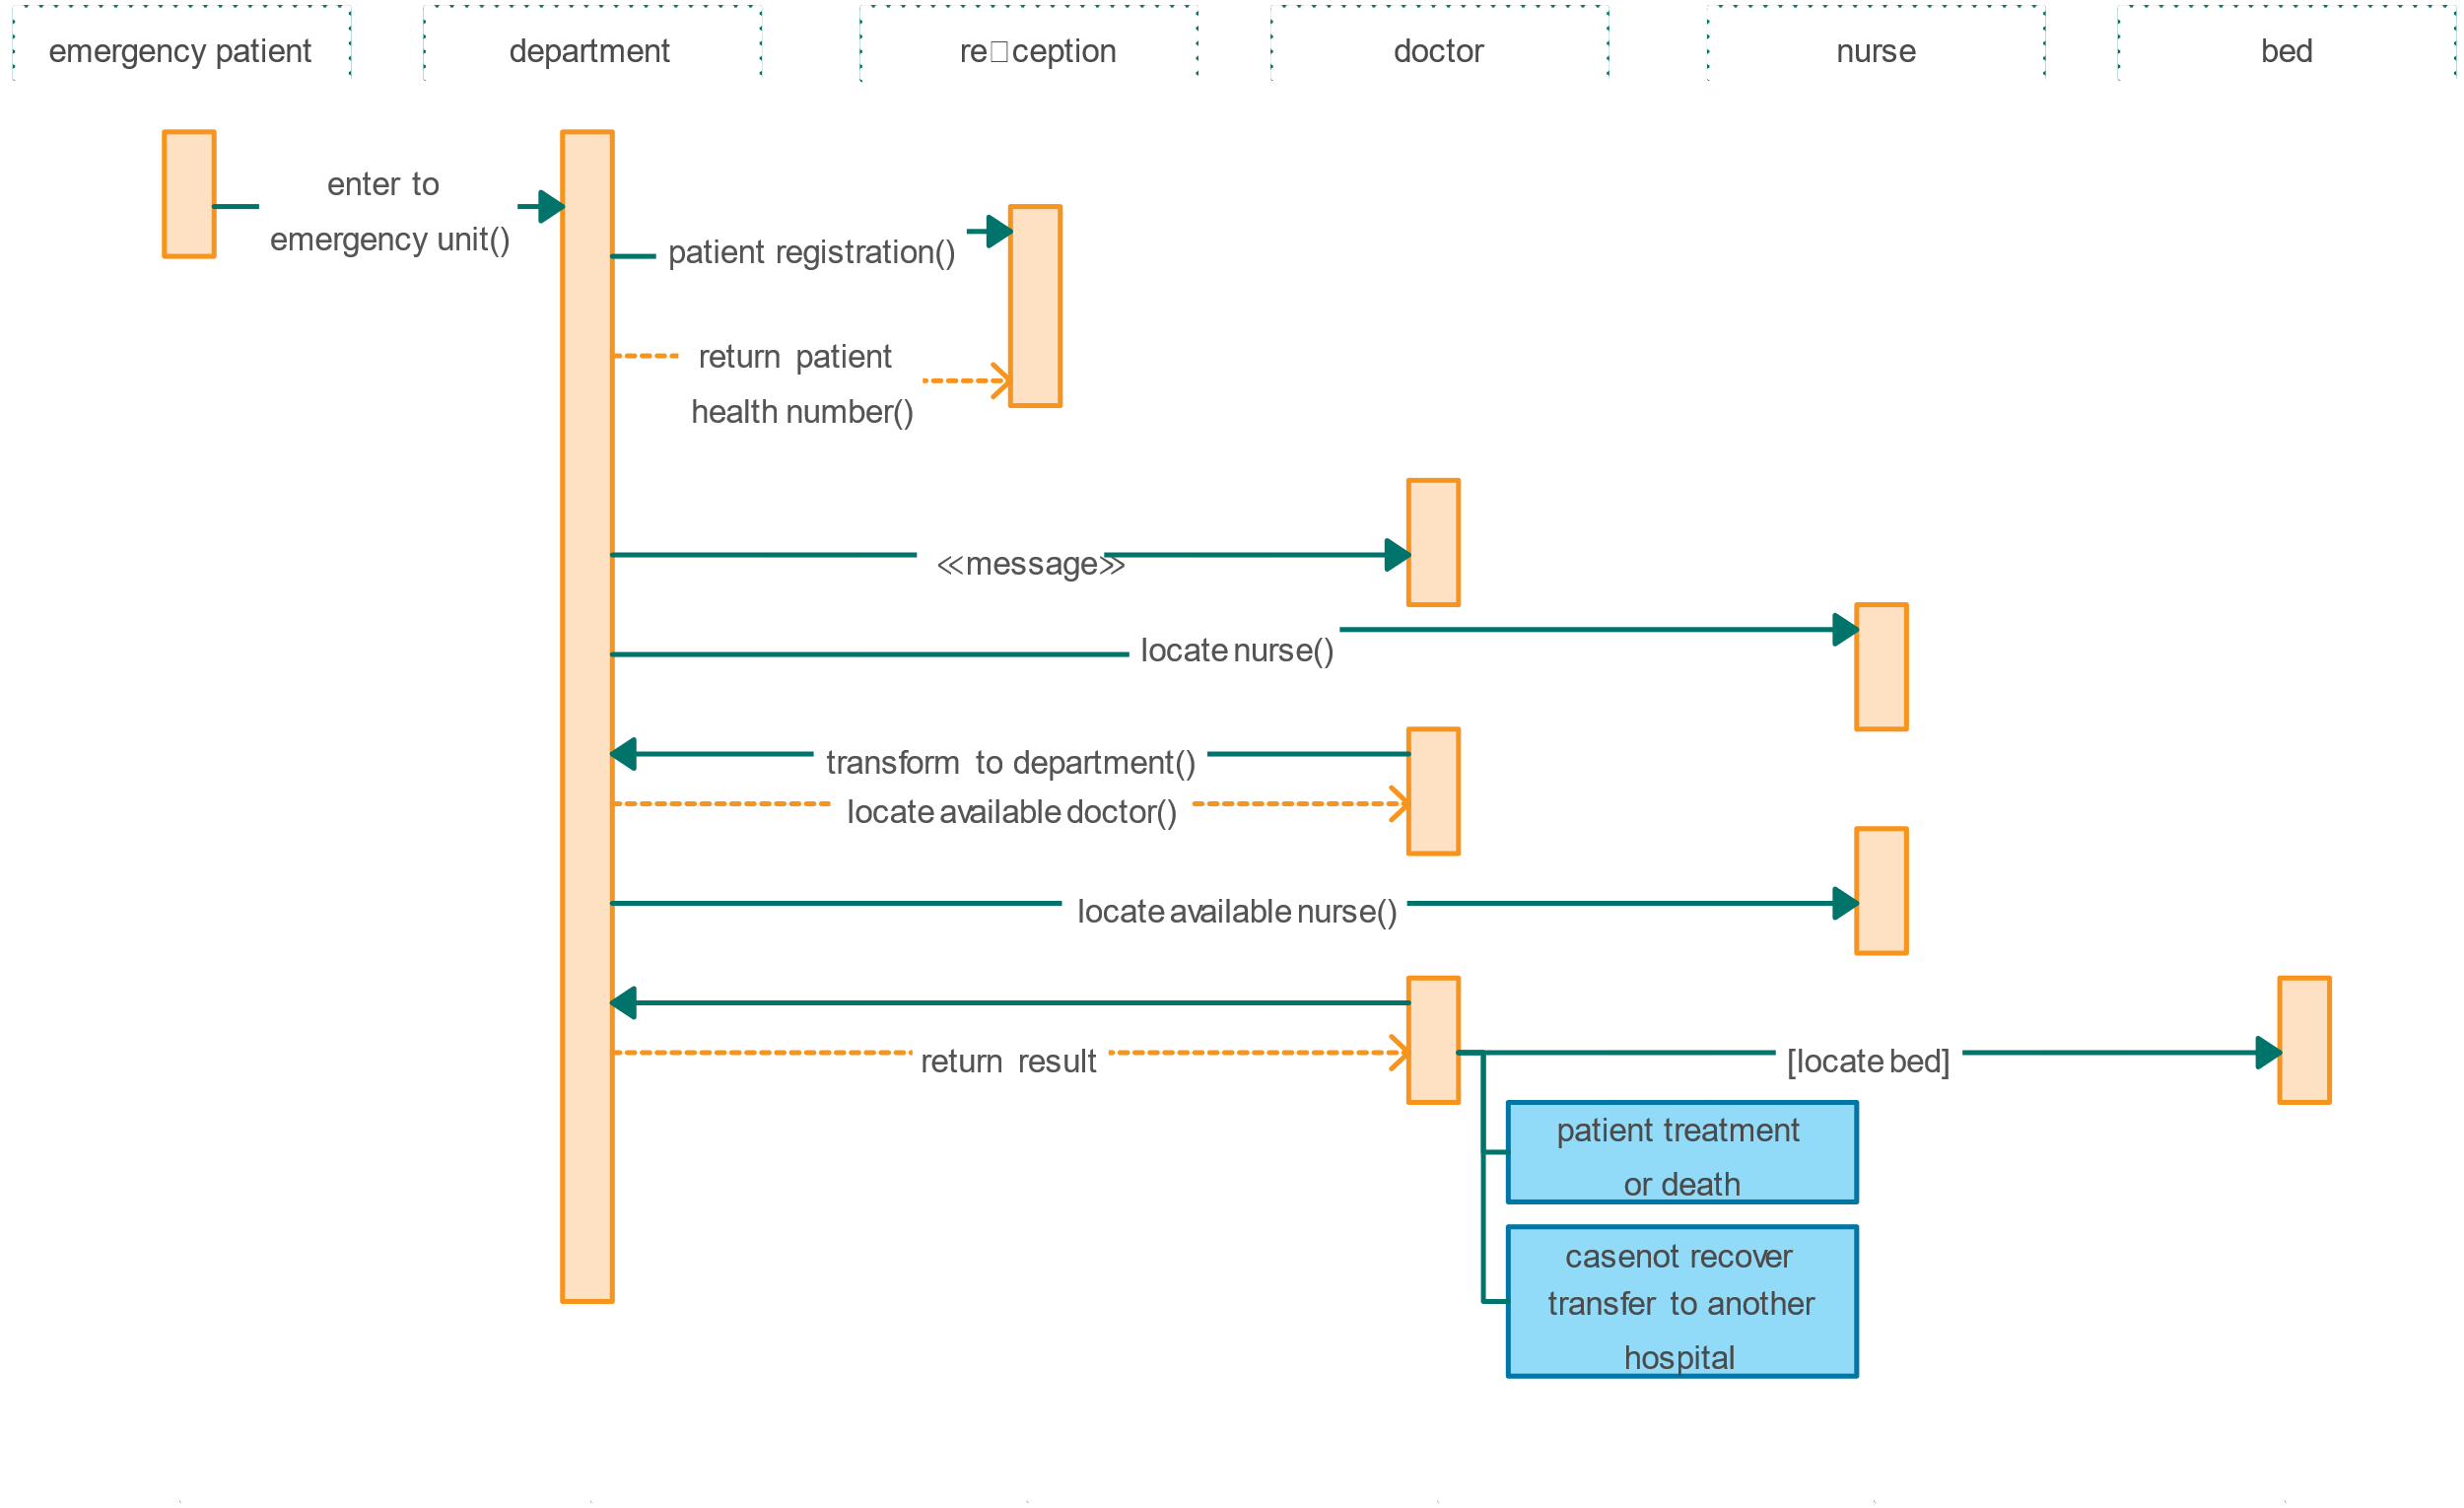 emergency patient
department
re□ception
doctor
nurse
bed
enter to
emergency unit()
patient registration()
return patient
health number()
≪message≫
locate nurse()
transform to department()
locate available doctor()
locate available nurse()
return result
[locate bed]
patient treatment
or death
casenot recover
transfer to another
hospital